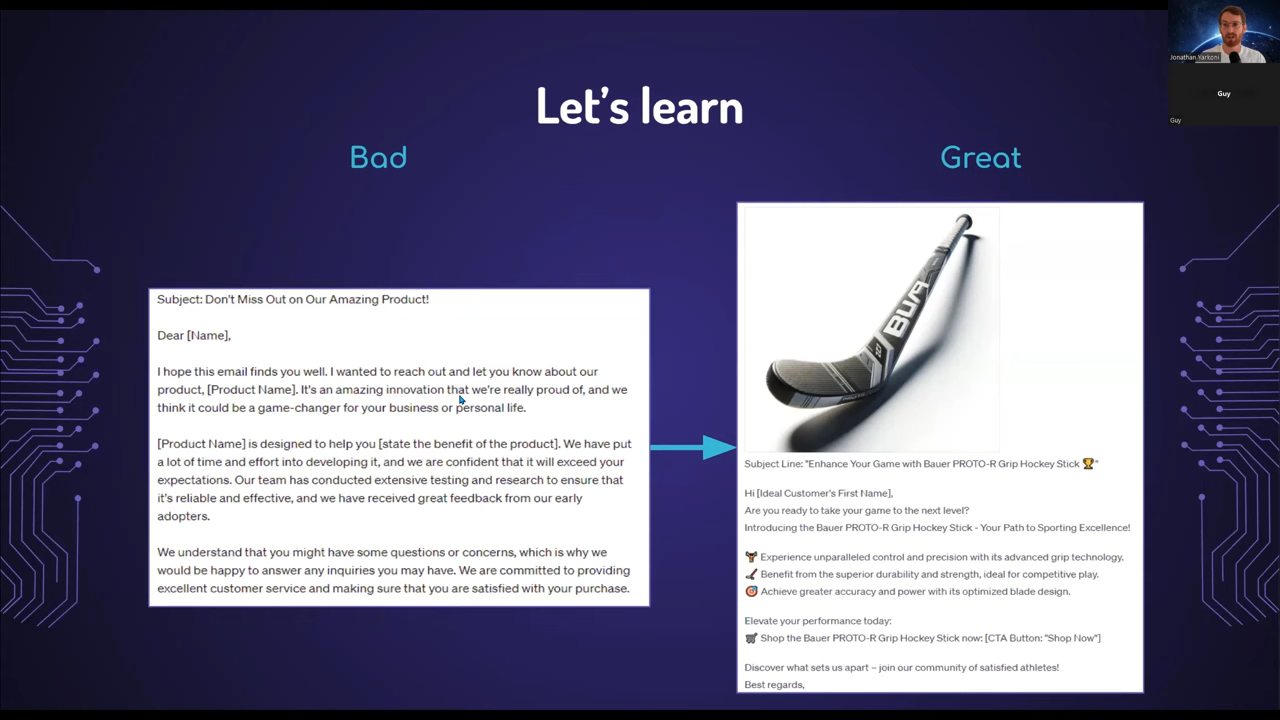 Let's learn
Bad
Great
Jonathan Yarkoni
Guy
Guy
Subject: Don't Miss Out on Our Amazing Product!
Dear [Name],
I hope this email finds you well. I wanted to reach out and let you know about our
product, [Product Name]. It's an amazing innovation that we're really proud of, and we
think it could be a game-changer for your business or personal life.
[Product Name] is designed to help you [state the benefit of the product]. We have put
a lot of time and effort into developing it, and we are confident that it will exceed your
expectations. Our team has conducted extensive testing and research to ensure that
it's reliable and effective, and we have received great feedback from our early
adopters.
We understand that you might have some questions or concerns, which is why we
would be happy to answer any inquiries you may have. We are committed to providing
excellent customer service and making sure that you are satisfied with your purchase.
Subject Line: "Enhance Your Game with Bauer PROTO-R Grip Hockey Stick 🏆"
Hi [Ideal Customer's First Name],
Are you ready to take your game to the next level?
Introducing the Bauer PROTO-R Grip Hockey Stick - Your Path to Sporting Excellence!
Experience unparalleled control and precision with its advanced grip technology.
Benefit from the superior durability and strength, ideal for competitive play.
🎯 Achieve greater accuracy and power with its optimized blade design.
Elevate your performance today:
🛒 Shop the Bauer PROTO-R Grip Hockey Stick now: [CTA Button: "Shop Now"]
Discover what sets us apart – join our community of satisfied athletes!
Best regards,